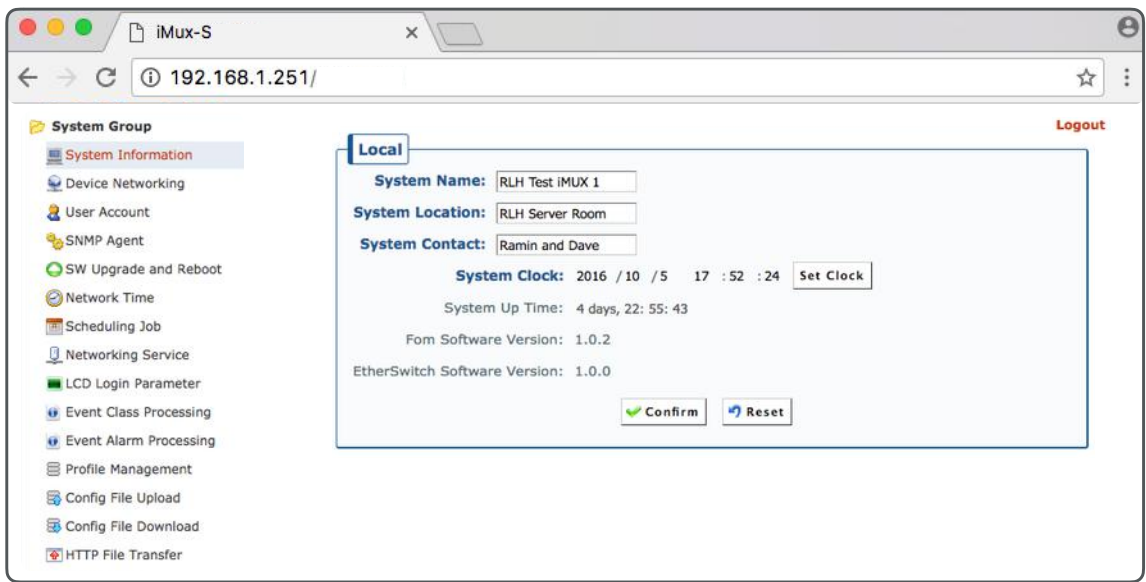 iMux-S
192.168.1.251/
System Group
System Information
Device Networking
User Account
SNMP Agent
SW Upgrade and Reboot
Network Time
Scheduling Job
Networking Service
LCD Login Parameter
Event Class Processing
Event Alarm Processing
Profile Management
Config File Upload
Config File Download
HTTP File Transfer
Logout
Local
System Name: RLH Test iMUX 1
System Location: RLH Server Room
System Contact: Ramin and Dave
System Clock: 2016 /10 /5 17 :52 :24 Set Clock
System Up Time: 4 days, 22: 55: 43
Fom Software Version: 1.0.2
EtherSwitch Software Version: 1.0.0
Confirm Reset